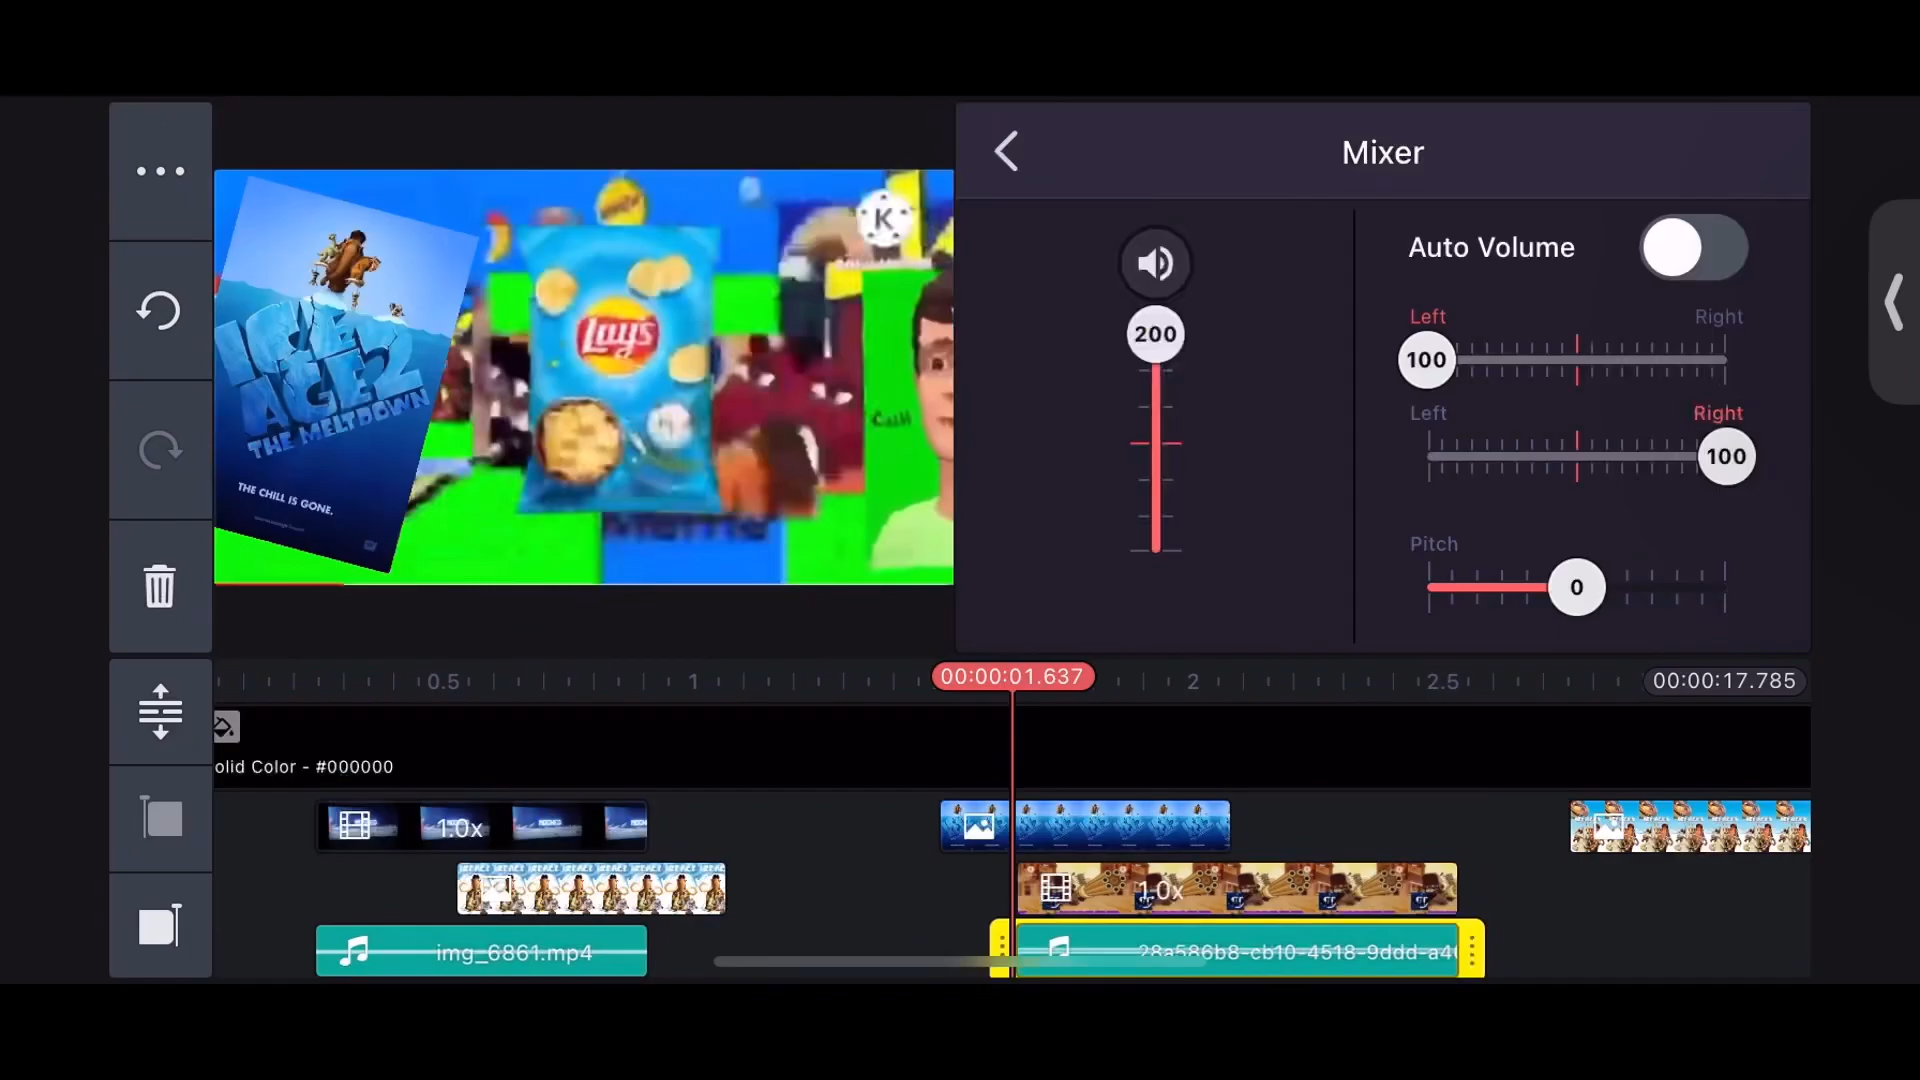 Mixer
Auto Volume
200
Left
Right
100
Left
Right
100
Pitch
0
K
ICE AGE 2
THE MELTDOWN
THE CHILL IS GONE.
Lay's
0.5
1
00:00:01.637
2
2.5
00:00:17.785
olid Color - #000000
1.0x
1.0x
img_6861.mp4
28a586b8-cb10-4518-9ddd-a4